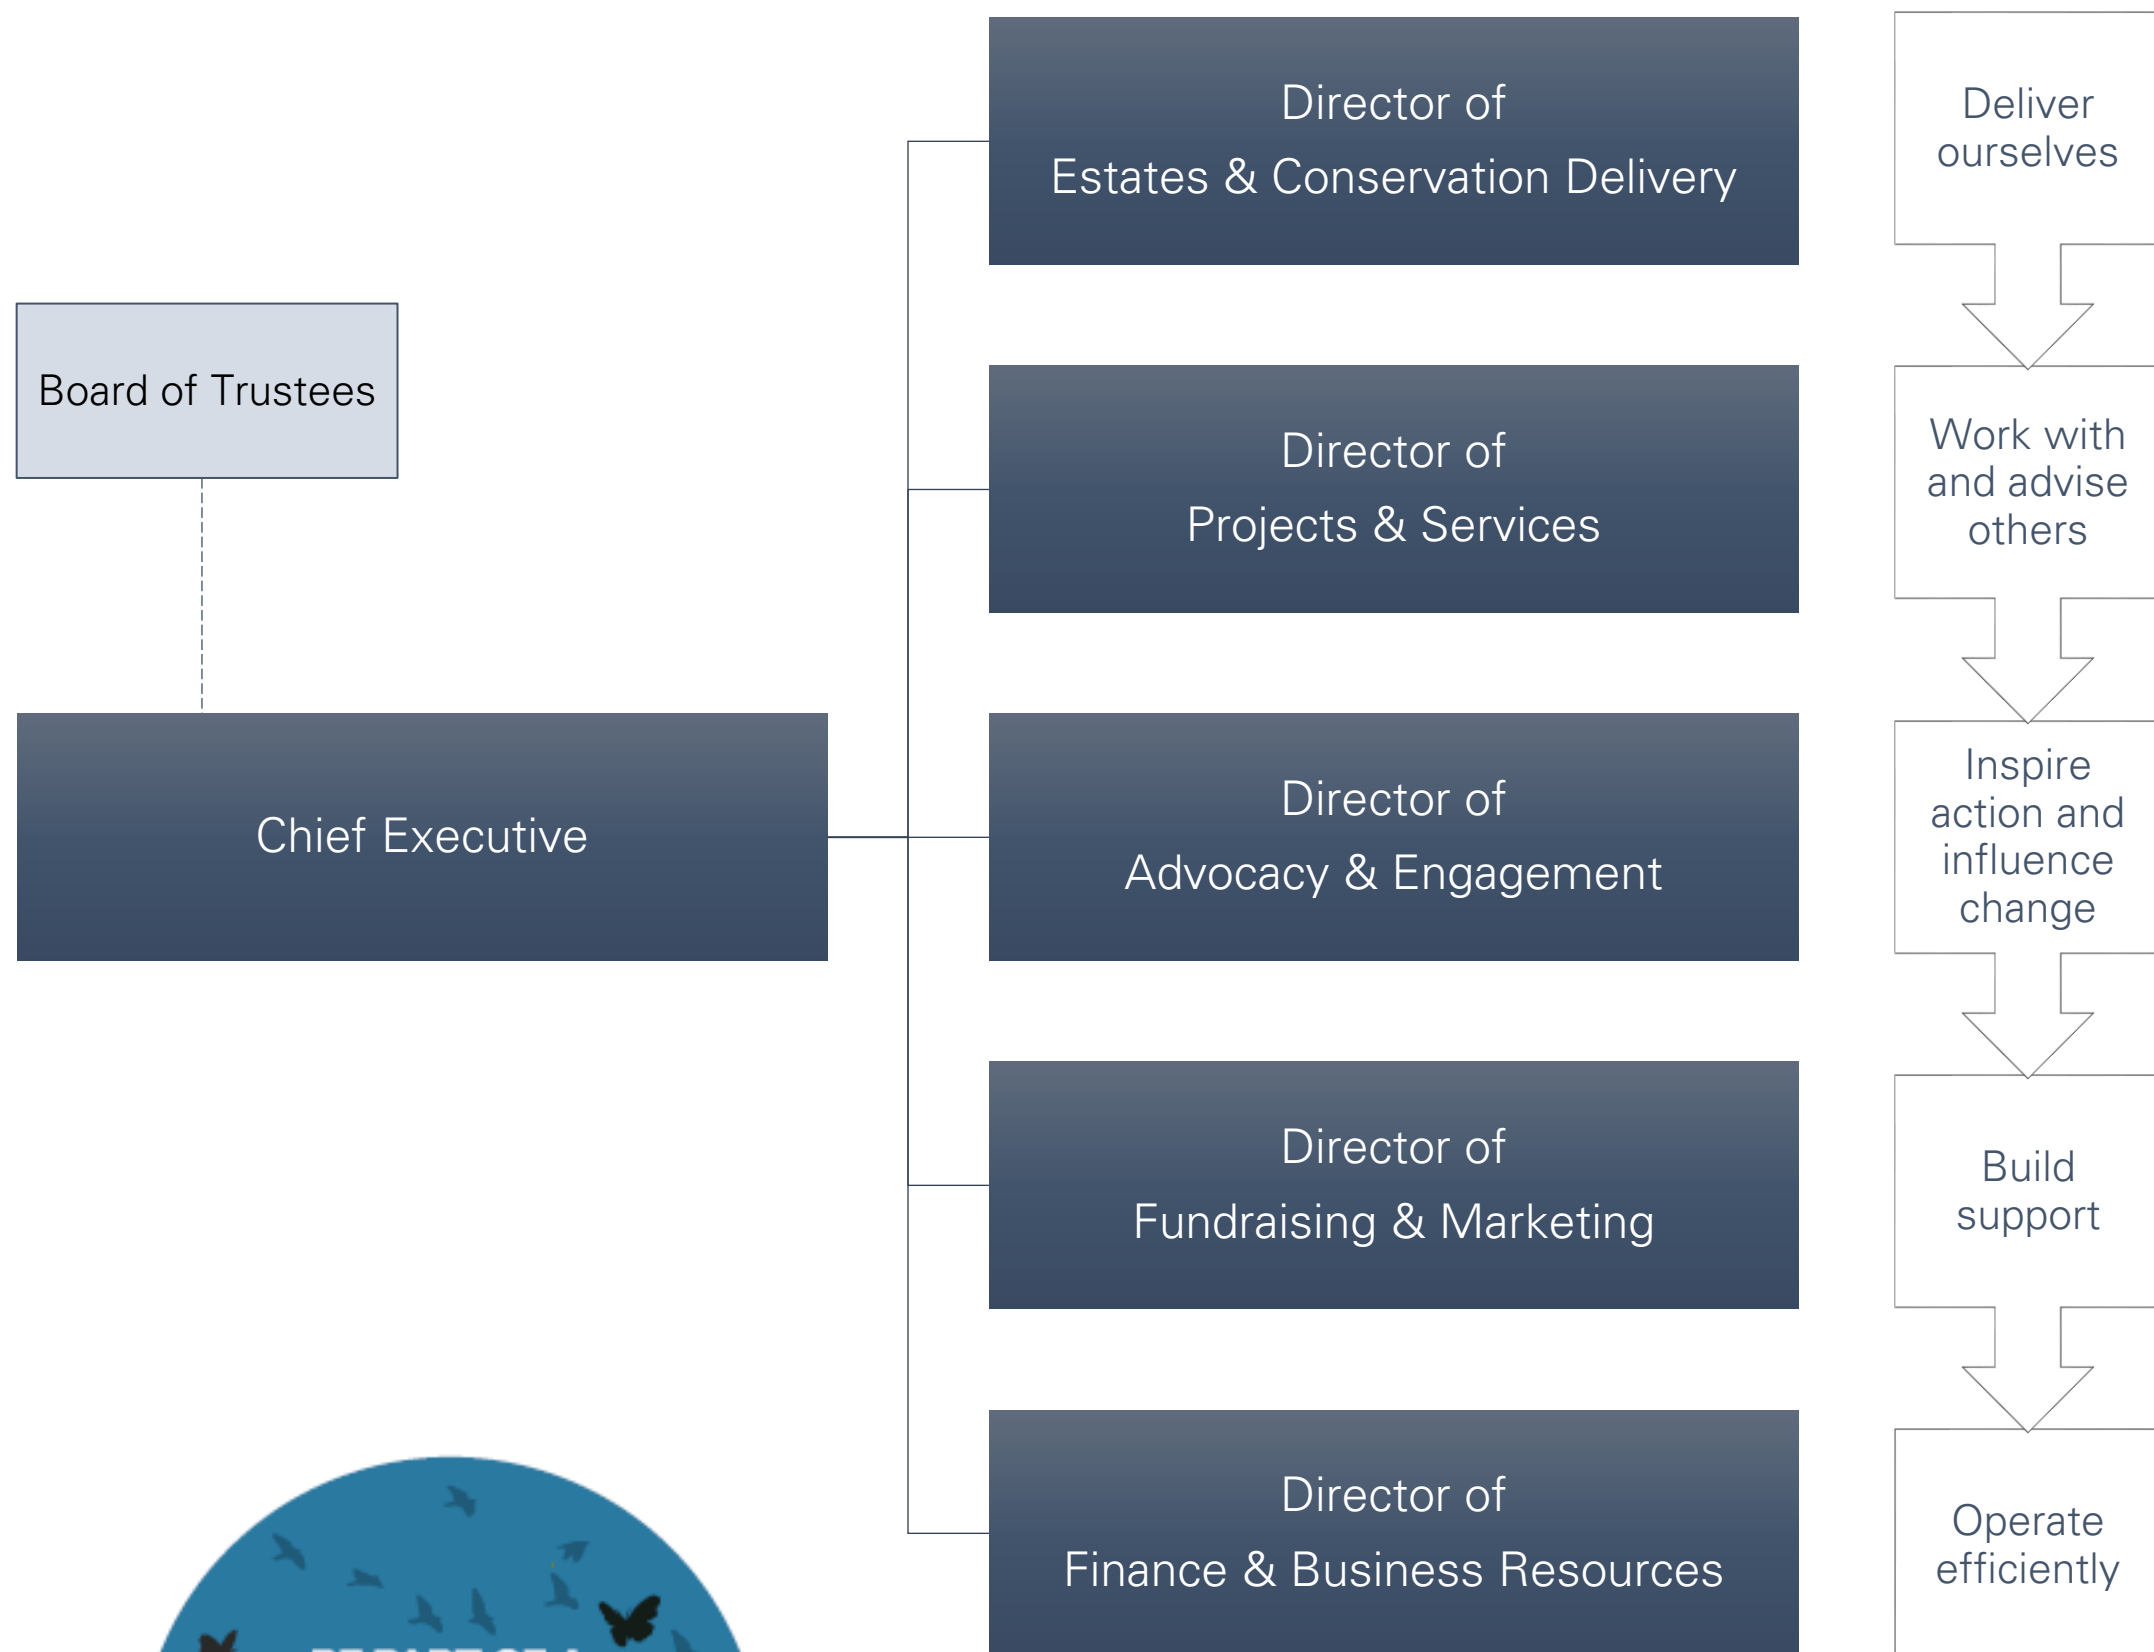 Director of
Estates & Conservation Delivery
Deliver
ourselves
Board of Trustees
Director of
Projects & Services
Work with
and advise
others
Chief Executive
Director of
Advocacy & Engagement
Inspire
action and
influence
change
Director of
Fundraising & Marketing
Build
support
Director of
Finance & Business Resources
Operate
efficiently